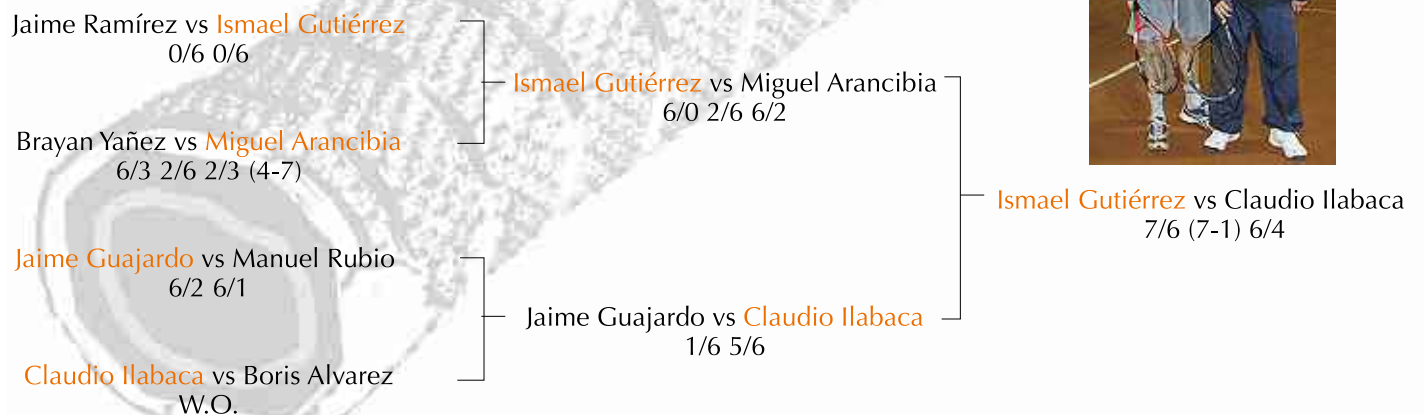 Jaime Ramírez vs Ismael Gutiérrez
0/6 0/6
Brayan Yañez vs Miguel Arancibia
6/3 2/6 2/3 (4-7)
Jaime Guajardo vs Manuel Rubio
6/2 6/1
Claudio Ilabaca vs Boris Alvarez
W.O.
Ismael Gutiérrez vs Miguel Arancibia
6/0 2/6 6/2
Jaime Guajardo vs Claudio Ilabaca
1/6 5/6
Ismael Gutiérrez vs Claudio Ilabaca
7/6 (7-1) 6/4